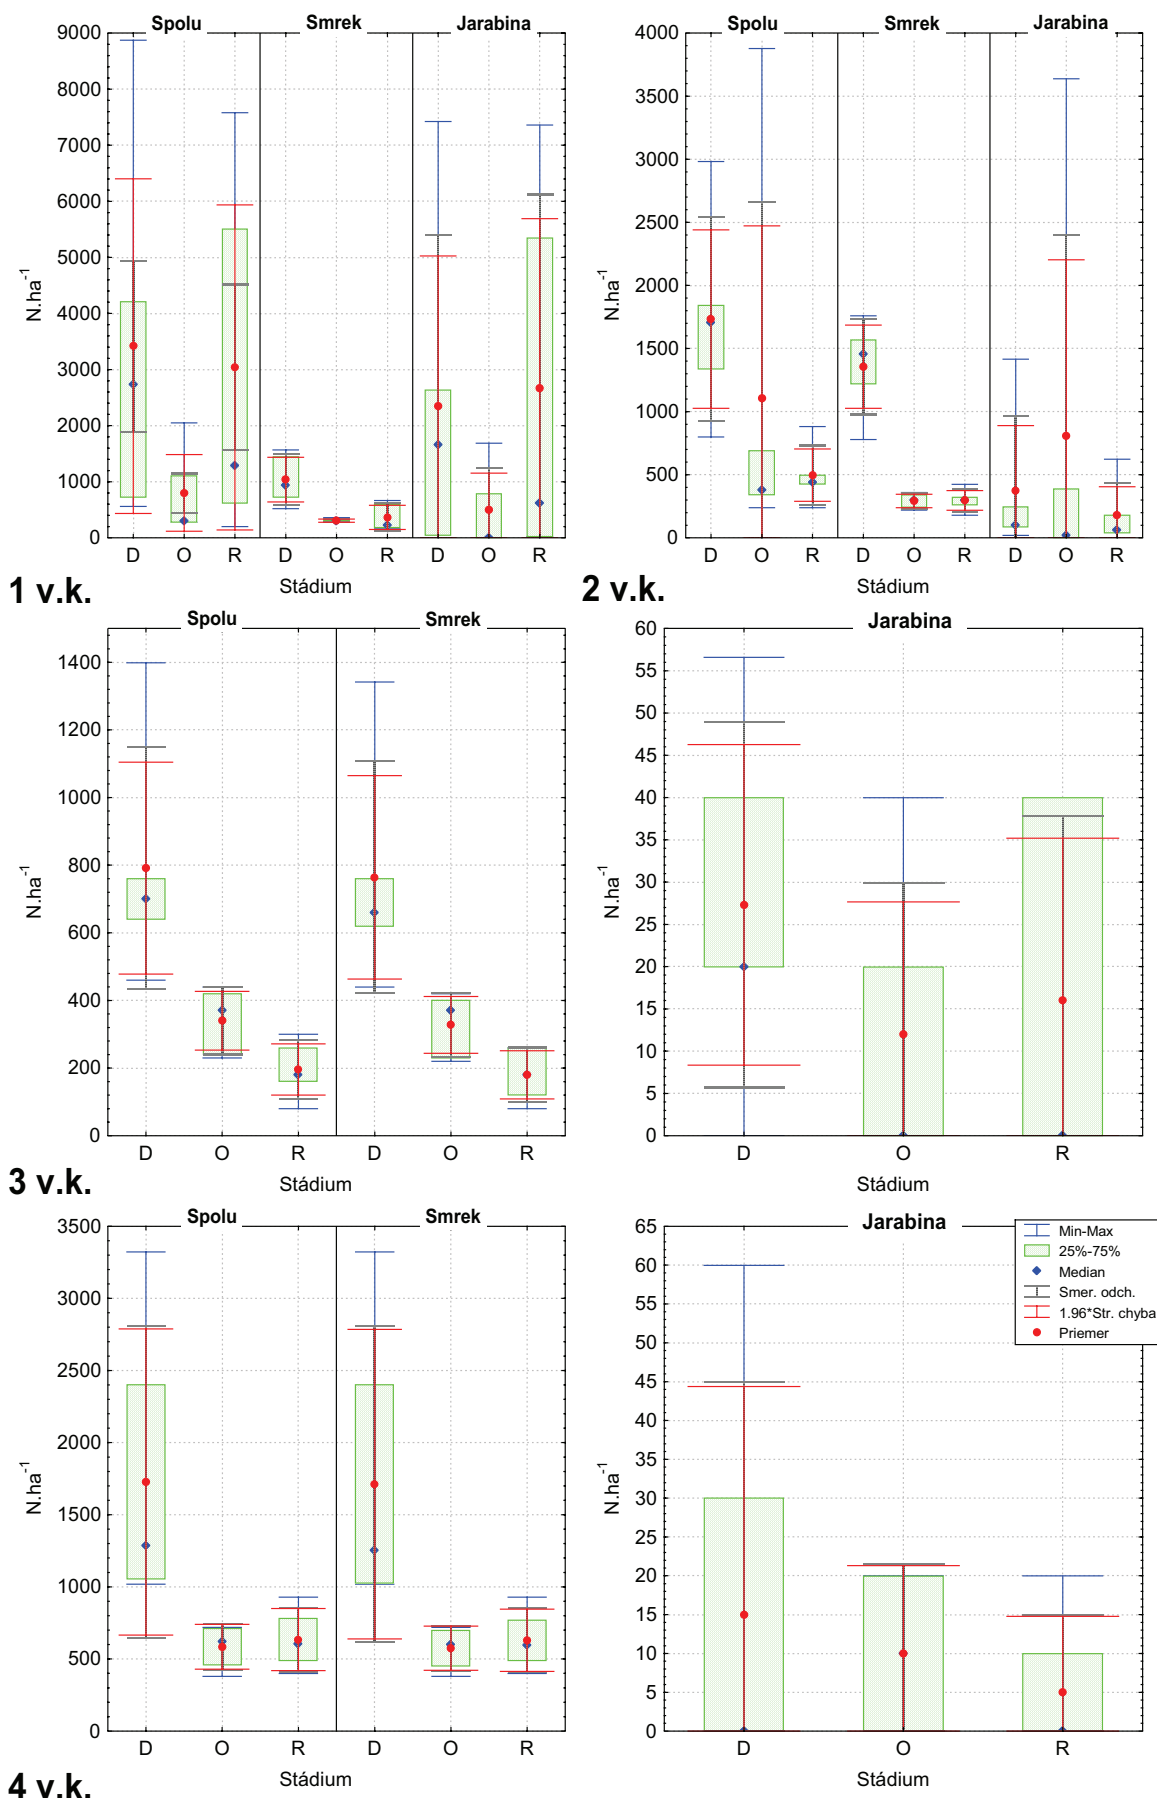 Spolu Smrek Jarabina
9000
8000
7000
6000
5000
4000
3000
2000
1000
0
N.ha-1
D O R D O R D O R
Stádium
1 v.k.
Spolu Smrek Jarabina
4000
3500
3000
2500
2000
1500
1000
500
0
N.ha-1
D O R D O R D O R
Stádium
2 v.k.
Spolu Smrek
1400
1200
1000
800
600
400
200
0
N.ha-1
D O R D O R
Stádium
3 v.k.
Jarabina
60
55
50
45
40
35
30
25
20
15
10
5
0
N.ha-1
D O R
Stádium
Spolu Smrek
3500
3000
2500
2000
1500
1000
500
0
N.ha-1
D O R D O R
Stádium
4 v.k.
Jarabina
65
60
55
50
45
40
35
30
25
20
15
10
5
0
N.ha-1
D O R
Stádium
Min-Max
25%-75%
Median
Smer. odch.
1.96*Str. chyba
Priemer